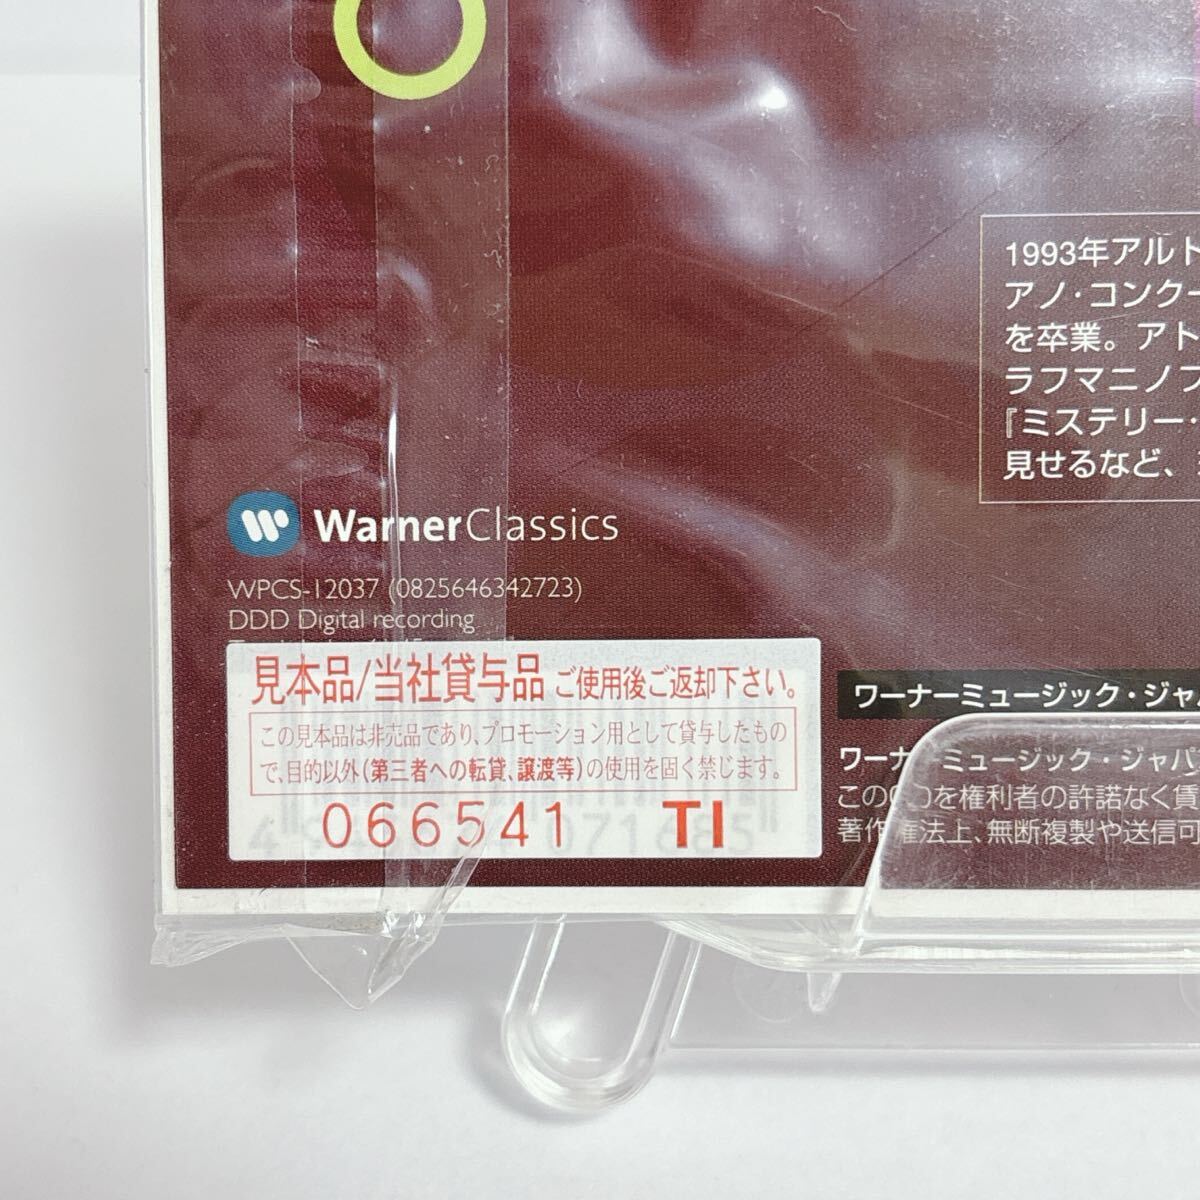 1993年アルト
アノ・コンクー
を卒業。アト
ラフマニノフ
『ミステリー・
見せるなど、
WarnerClassics
WPCS-12037 (0825646342723)
DDD Digital recording
見本品/当社貸与品 ご使用後ご返却下さい。
この見本品は非売品であり、プロモーション用として貸与したもの
で、目的以外(第三者への転貸、譲渡等)の使用を固く禁じます。
066541 TI
ワーナーミュージック・ジャ
ワーナーミュージック・ジャパ
このCDを権利者の許諾なく賃
著作権法上、無断複製や送信可